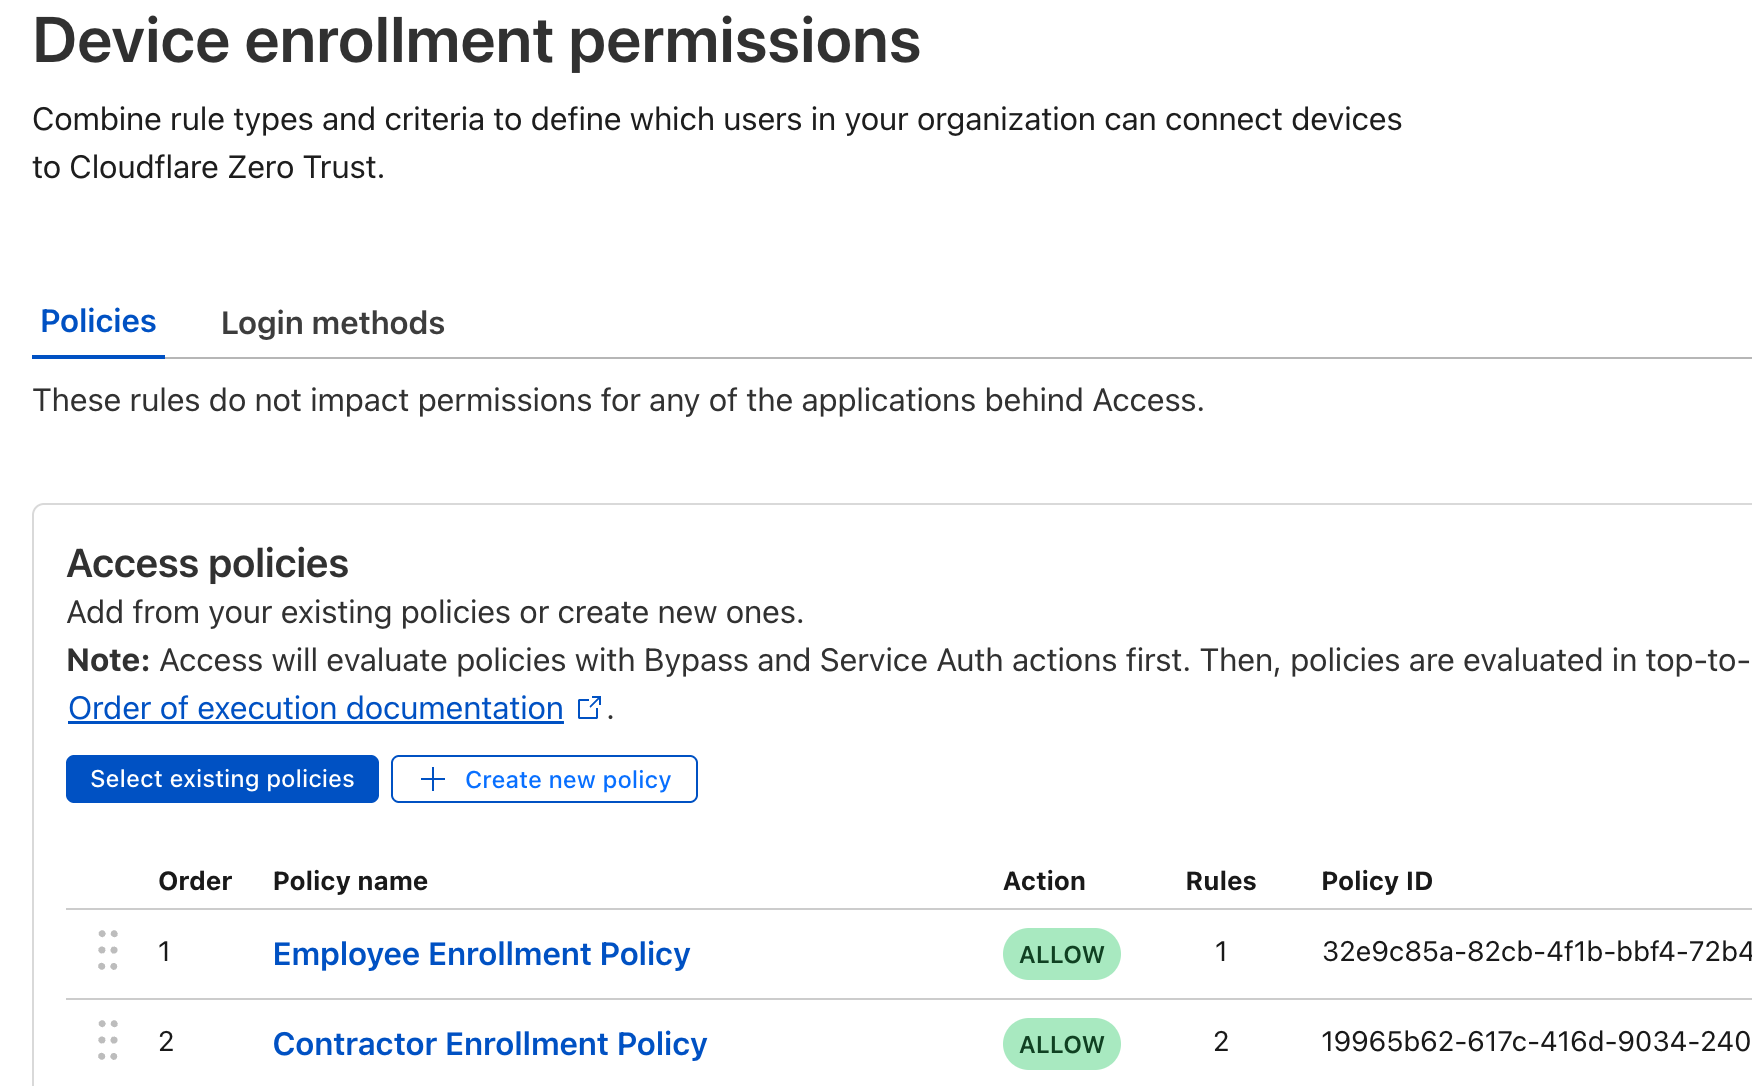 Device enrollment permissions
Combine rule types and criteria to define which users in your organization can connect devices
to Cloudflare Zero Trust.
Policies Login methods
These rules do not impact permissions for any of the applications behind Access.
Access policies
Add from your existing policies or create new ones.
Note: Access will evaluate policies with Bypass and Service Auth actions first. Then, policies are evaluated in top-to-
Order of execution documentation .
Select existing policies + Create new policy
Order Policy name Action Rules Policy ID
1 Employee Enrollment Policy ALLOW 1 32e9c85a-82cb-4f1b-bbf4-72b4
2 Contractor Enrollment Policy ALLOW 2 19965b62-617c-416d-9034-240